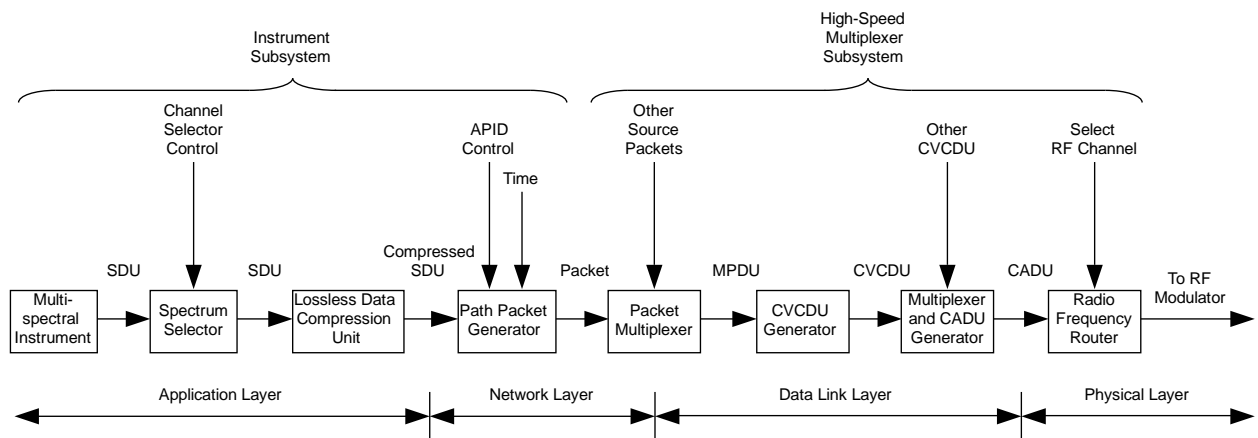 Instrument
Subsystem
High-Speed
Multiplexer
Subsystem
Channel
Selector
Control
APID
Control
Time
Other
Source
Packets
Other
CVCDU
Select
RF Channel
SDU
SDU
Compressed
SDU
Packet
MPDU
CVCDU
CADU
To RF
Modulator
Multi-
spectral
Instrument
Spectrum
Selector
Lossless Data
Compression
Unit
Path Packet
Generator
Packet
Multiplexer
CVCDU
Generator
Multiplexer
and CADU
Generator
Radio
Frequency
Router
Application Layer
Network Layer
Data Link Layer
Physical Layer